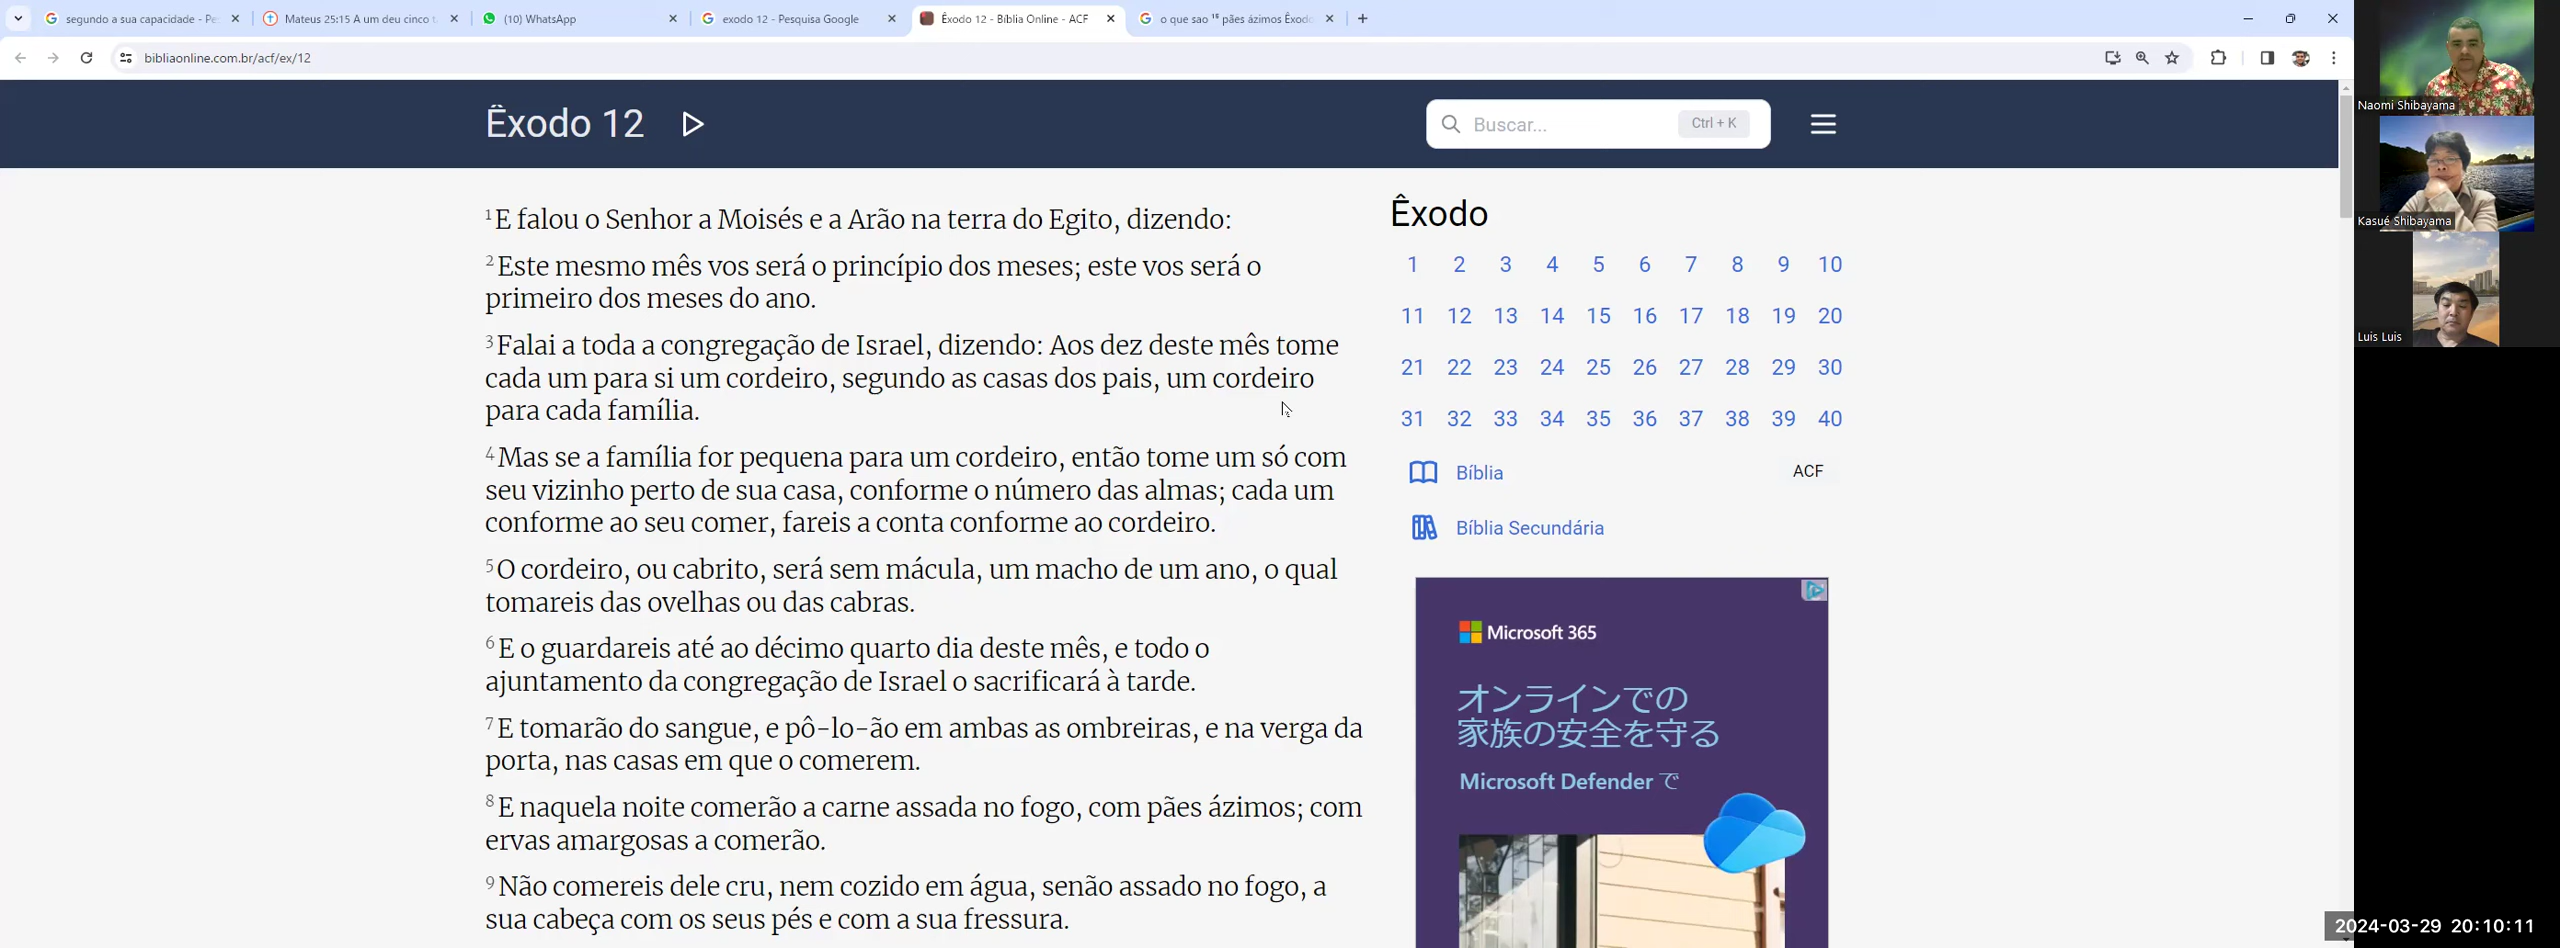 segundo a sua capacidade - Pe
Mateus 25:15 A um deu cinco t
(10) WhatsApp
exodo 12 - Pesquisa Google
Êxodo 12 - Bíblia Online - ACF
o que sao ¹⁸ pães ázimos Êxodo
bibliaonline.com.br/acf/ex/12
Êxodo 12
Buscar...
Ctrl + K
1 E falou o Senhor a Moisés e a Arão na terra do Egito, dizendo:
2 Este mesmo mês vos será o princípio dos meses; este vos será o
primeiro dos meses do ano.
3 Falai a toda a congregação de Israel, dizendo: Aos dez deste mês tome
cada um para si um cordeiro, segundo as casas dos pais, um cordeiro
para cada família.
4 Mas se a família for pequena para um cordeiro, então tome um só com
seu vizinho perto de sua casa, conforme o número das almas; cada um
conforme ao seu comer, fareis a conta conforme ao cordeiro.
5 O cordeiro, ou cabrito, será sem mácula, um macho de um ano, o qual
tomareis das ovelhas ou das cabras.
6 E o guardareis até ao décimo quarto dia deste mês, e todo o
ajuntamento da congregação de Israel o sacrificará à tarde.
7 E tomarão do sangue, e pô-lo-ão em ambas as ombreiras, e na verga da
porta, nas casas em que o comerem.
8 E naquela noite comerão a carne assada no fogo, com pães ázimos; com
ervas amargosas a comerão.
9 Não comereis dele cru, nem cozido em água, senão assado no fogo, a
sua cabeça com os seus pés e com a sua fressura.
Êxodo
1 2 3 4 5 6 7 8 9 10
11 12 13 14 15 16 17 18 19 20
21 22 23 24 25 26 27 28 29 30
31 32 33 34 35 36 37 38 39 40
Bíblia
ACF
Bíblia Secundária
Microsoft 365
オンラインでの
家族の安全を守る
Microsoft Defender で
Naomi Shibayama
Kasué Shibayama
Luis Luis
2024-03-29 20:10:11